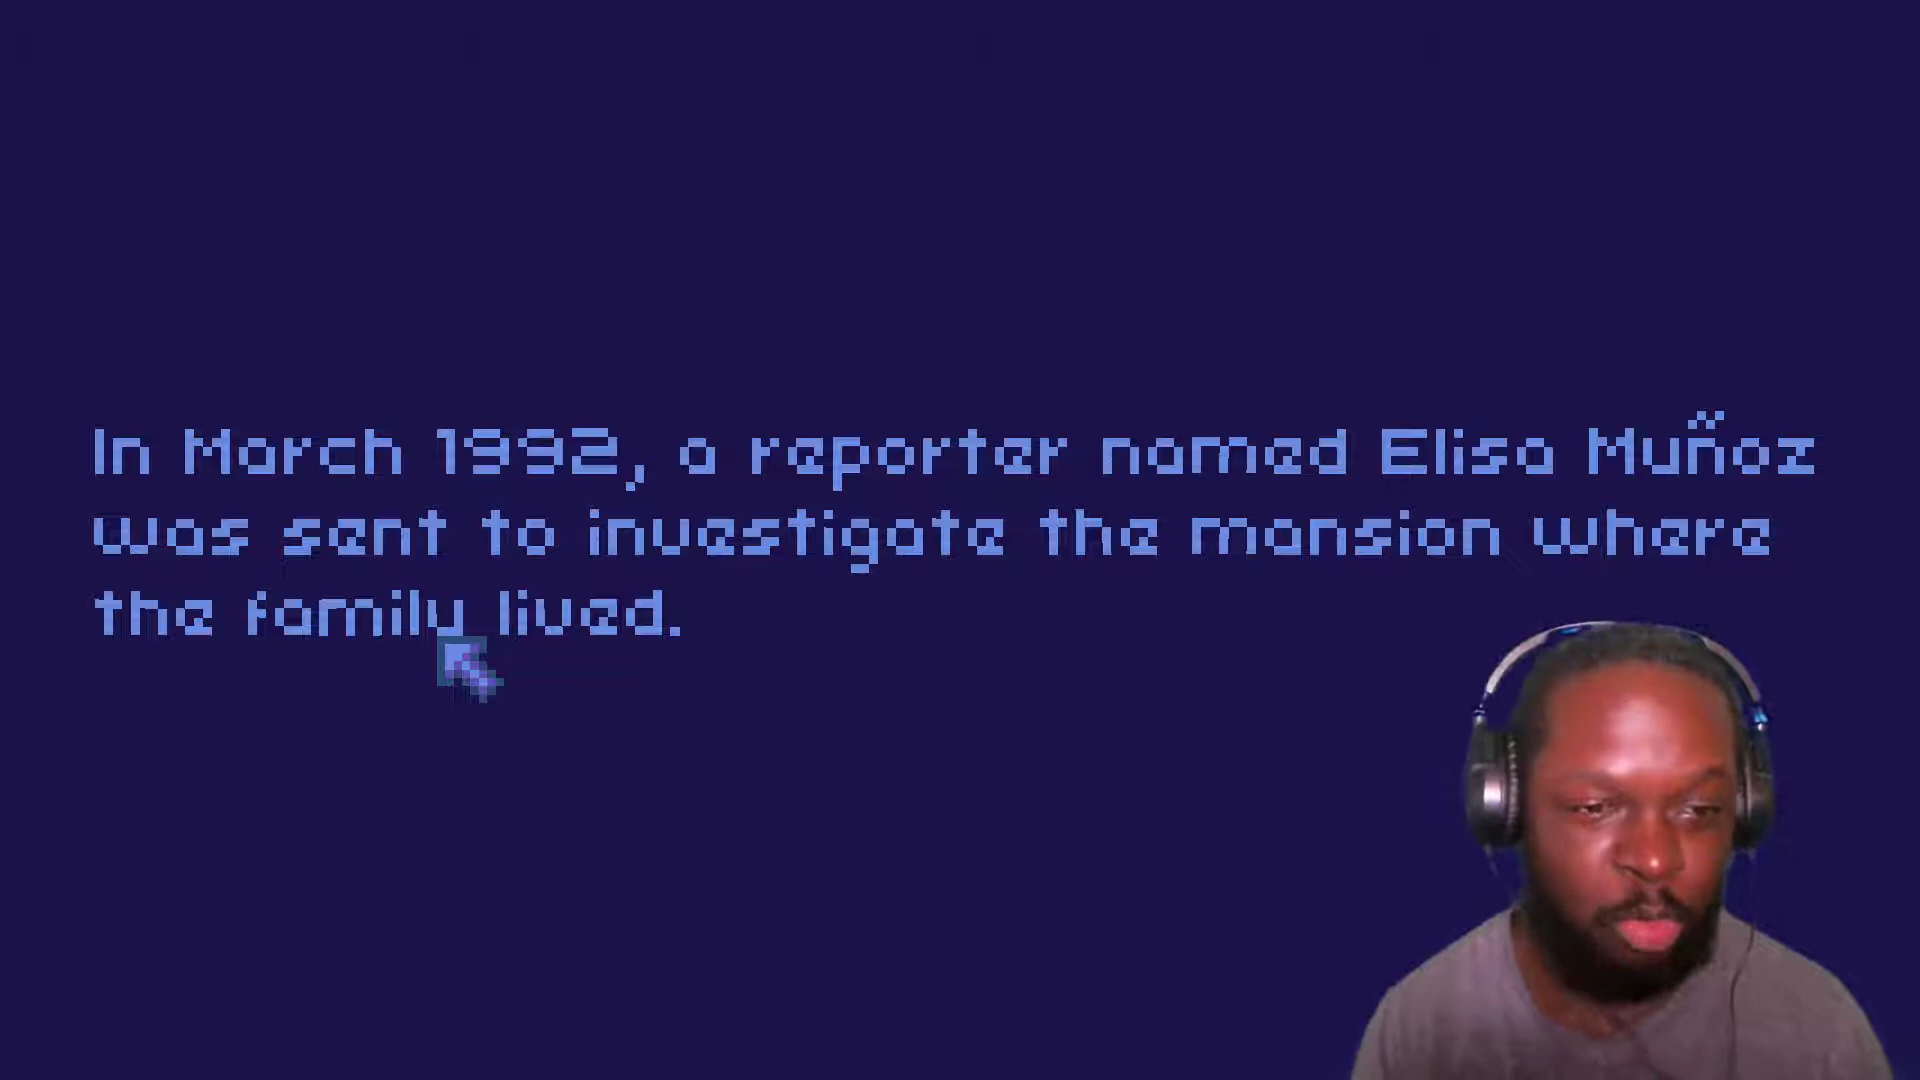 In March 1992, a reporter named Elisa Muñoz
was sent to investigate the mansion where
the family lived.